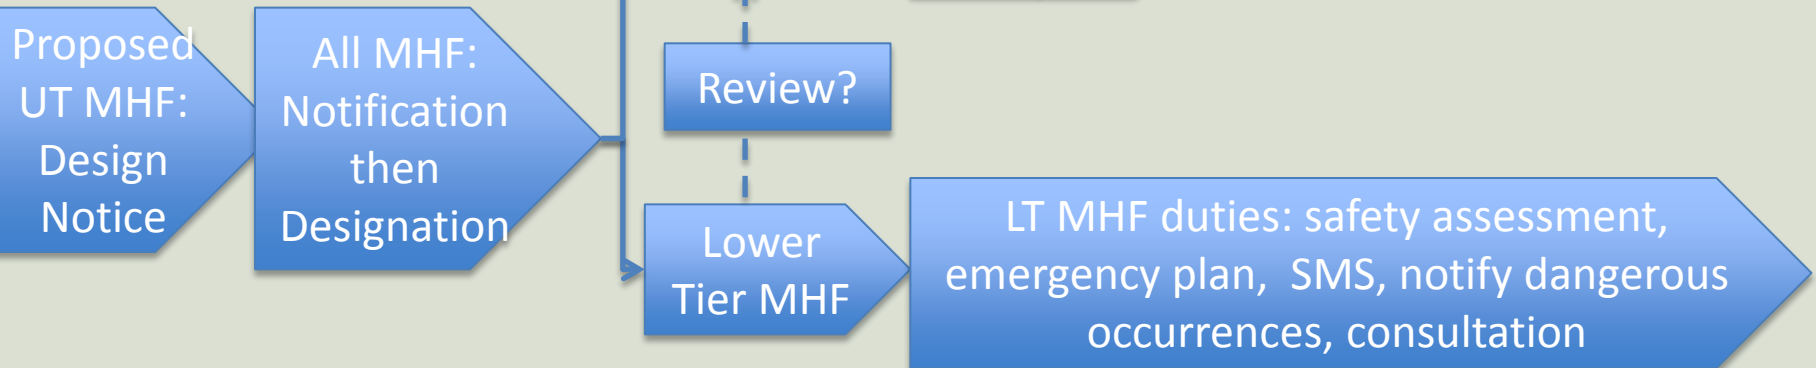 Proposed
UT MHF:
Design
Notice
All MHF:
Notification
then
Designation
Review?
Lower
Tier MHF
LT MHF duties: safety assessment,
emergency plan,  SMS, notify dangerous
occurrences, consultation